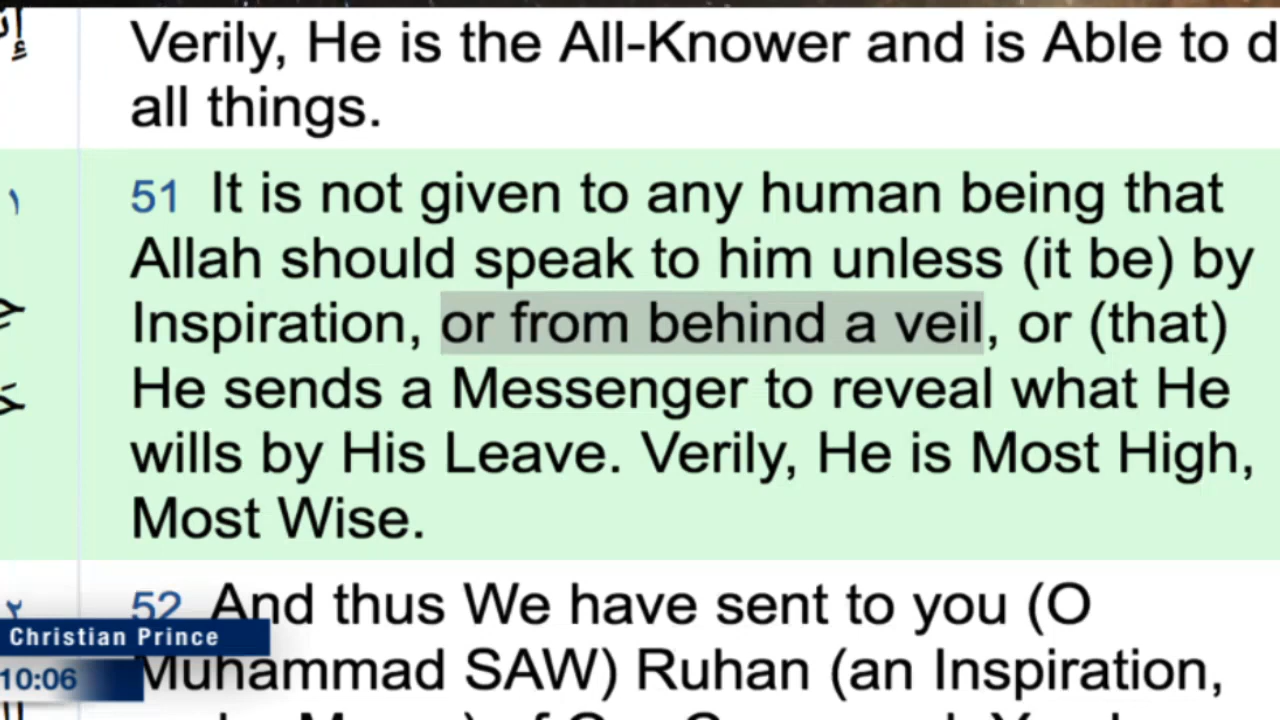 Verily, He is the All-Knower and is Able to d
all things.
51 It is not given to any human being that
Allah should speak to him unless (it be) by
Inspiration, or from behind a veil, or (that)
He sends a Messenger to reveal what He
wills by His Leave. Verily, He is Most High,
Most Wise.
52 And thus We have sent to you (O
Christian Prince
Muhammad SAW) Ruhan (an Inspiration,
10:06